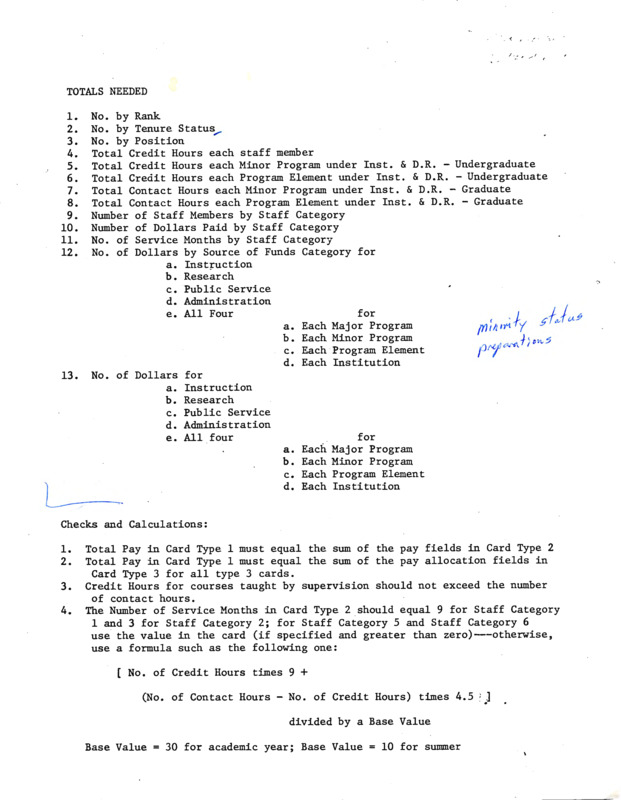 TOTALS NEEDED
1. No. by Rank
2. No. by Tenure Status
3. No. by Position
4. Total Credit Hours each staff member
5. Total Credit Hours each Minor Program under Inst. & D.R. - Undergraduate
6. Total Credit Hours each Program Element under Inst. & D.R. - Undergraduate
7. Total Contact Hours each Minor Program under Inst. & D.R. - Graduate
8. Total Contact Hours each Program Element under Inst. & D.R. - Graduate
9. Number of Staff Members by Staff Category
10. Number of Dollars Paid by Staff Category
11. No. of Service Months by Staff Category
12. No. of Dollars by Source of Funds Category for
a. Instruction
b. Research
c. Public Service
d. Administration
e. All Four for
a. Each Major Program
b. Each Minor Program
c. Each Program Element
d. Each Institution
minority status
preparations
13. No. of Dollars for
a. Instruction
b. Research
c. Public Service
d. Administration
e. All four for
a. Each Major Program
b. Each Minor Program
c. Each Program Element
d. Each Institution
Checks and Calculations:
1. Total Pay in Card Type 1 must equal the sum of the pay fields in Card Type 2
2. Total Pay in Card Type 1 must equal the sum of the pay allocation fields in
Card Type 3 for all type 3 cards.
3. Credit Hours for courses taught by supervision should not exceed the number
of contact hours.
4. The Number of Service Months in Card Type 2 should equal 9 for Staff Category
1 and 3 for Staff Category 2; for Staff Category 5 and Staff Category 6
use the value in the card (if specified and greater than zero)---otherwise,
use a formula such as the following one:
[ No. of Credit Hours times 9 +
(No. of Contact Hours - No. of Credit Hours) times 4.5 ]
divided by a Base Value
Base Value = 30 for academic year; Base Value = 10 for summer